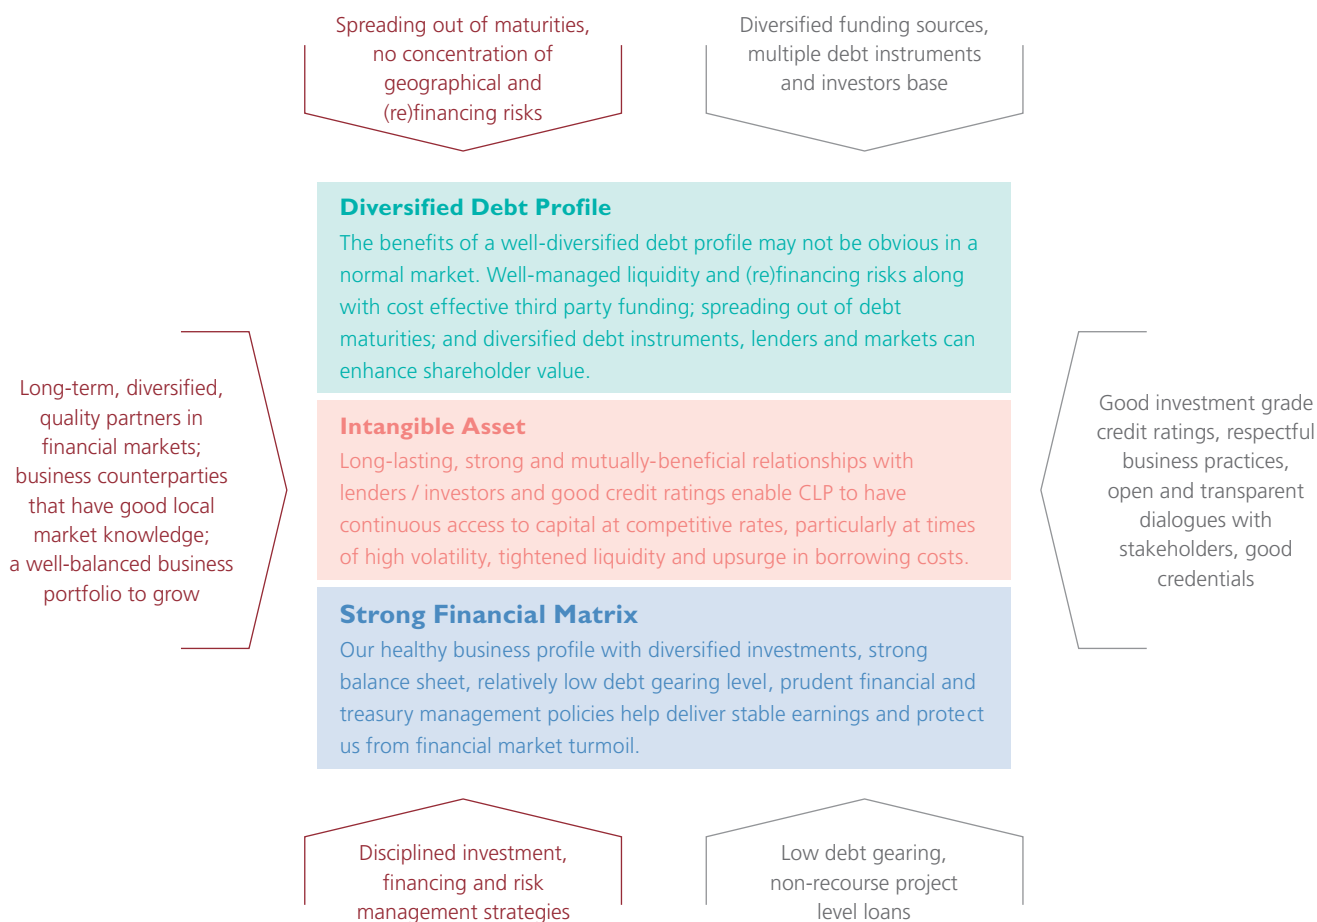 Spreading out of maturities,
no concentration of
geographical and
(re)financing risks
Diversified funding sources,
multiple debt instruments
and investors base
Diversified Debt Profile
The benefits of a well-diversified debt profile may not be obvious in a
normal market. Well-managed liquidity and (re)financing risks along
with cost effective third party funding; spreading out of debt
maturities; and diversified debt instruments, lenders and markets can
enhance shareholder value.
Long-term, diversified,
quality partners in
financial markets;
business counterparties
that have good local
market knowledge;
a well-balanced business
portfolio to grow
Intangible Asset
Long-lasting, strong and mutually-beneficial relationships with
lenders / investors and good credit ratings enable CLP to have
continuous access to capital at competitive rates, particularly at times
of high volatility, tightened liquidity and upsurge in borrowing costs.
Good investment grade
credit ratings, respectful
business practices,
open and transparent
dialogues with
stakeholders, good
credentials
Strong Financial Matrix
Our healthy business profile with diversified investments, strong
balance sheet, relatively low debt gearing level, prudent financial and
treasury management policies help deliver stable earnings and protect
us from financial market turmoil.
Disciplined investment,
financing and risk
management strategies
Low debt gearing,
non-recourse project
level loans